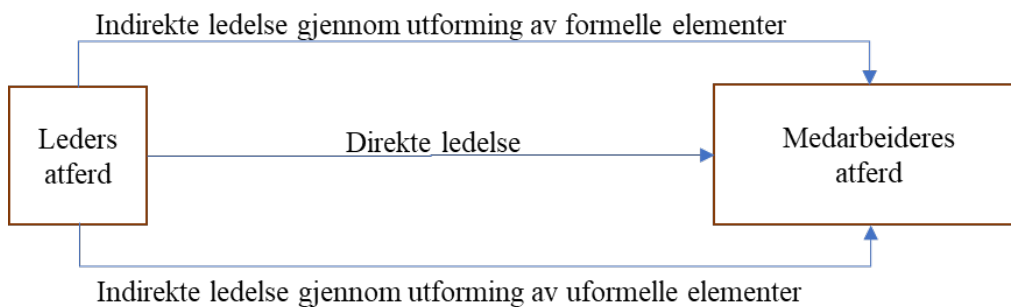 Indirekte ledelse gjennom utforming av formelle elementer
Leders
atferd
Direkte ledelse
Medarbeideres
atferd
Indirekte ledelse gjennom utforming av uformelle elementer